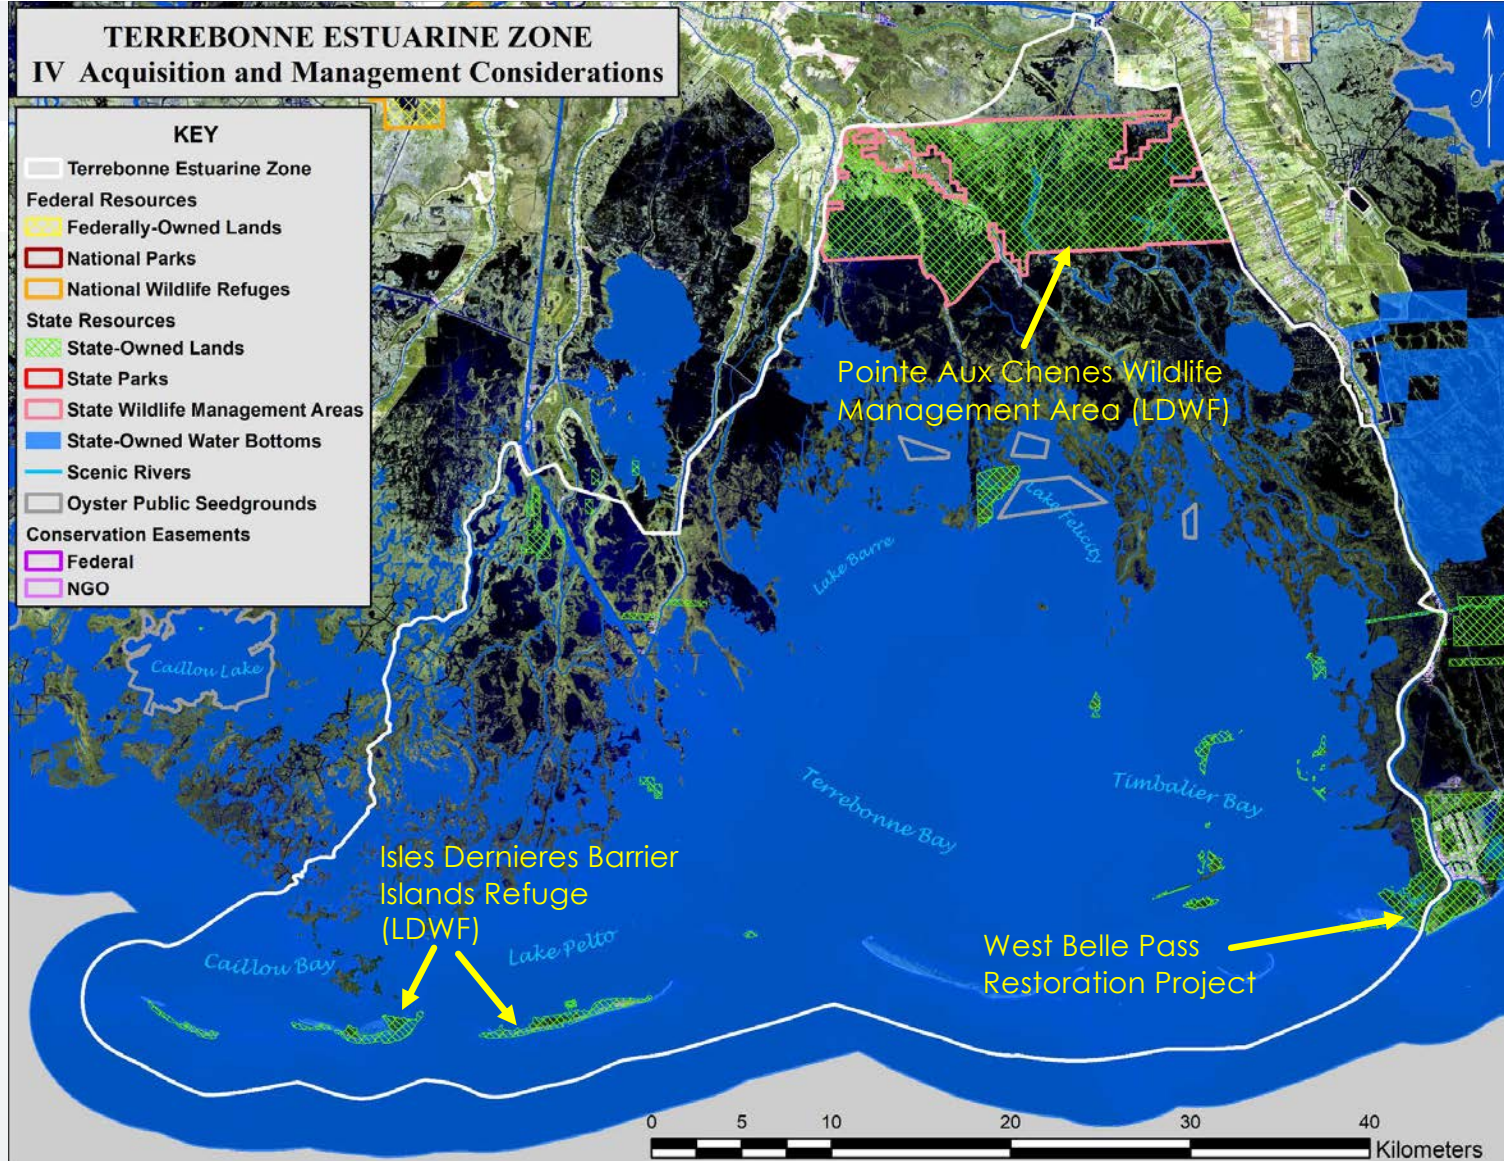 TERREBONNE ESTUARINE ZONE
IV Acquisition and Management Considerations
KEY
Terrebonne Estuarine Zone
Federal Resources
Federally-Owned Lands
National Parks
National Wildlife Refuges
State Resources
State-Owned Lands
State Parks
State Wildlife Management Areas
State-Owned Water Bottoms
Scenic Rivers
Oyster Public Seedgrounds
Conservation Easements
Federal
NGO
N
Pointe Aux Chenes Wildlife
Management Area (LDWF)
Lake Felicity
Lake Barre
Caillou Lake
Terrebonne Bay
Timbalier Bay
Isles Dernieres Barrier
Islands Refuge
(LDWF)
Lake Pelto
Caillou Bay
West Belle Pass
Restoration Project
0 5 10 20 30 40
Kilometers